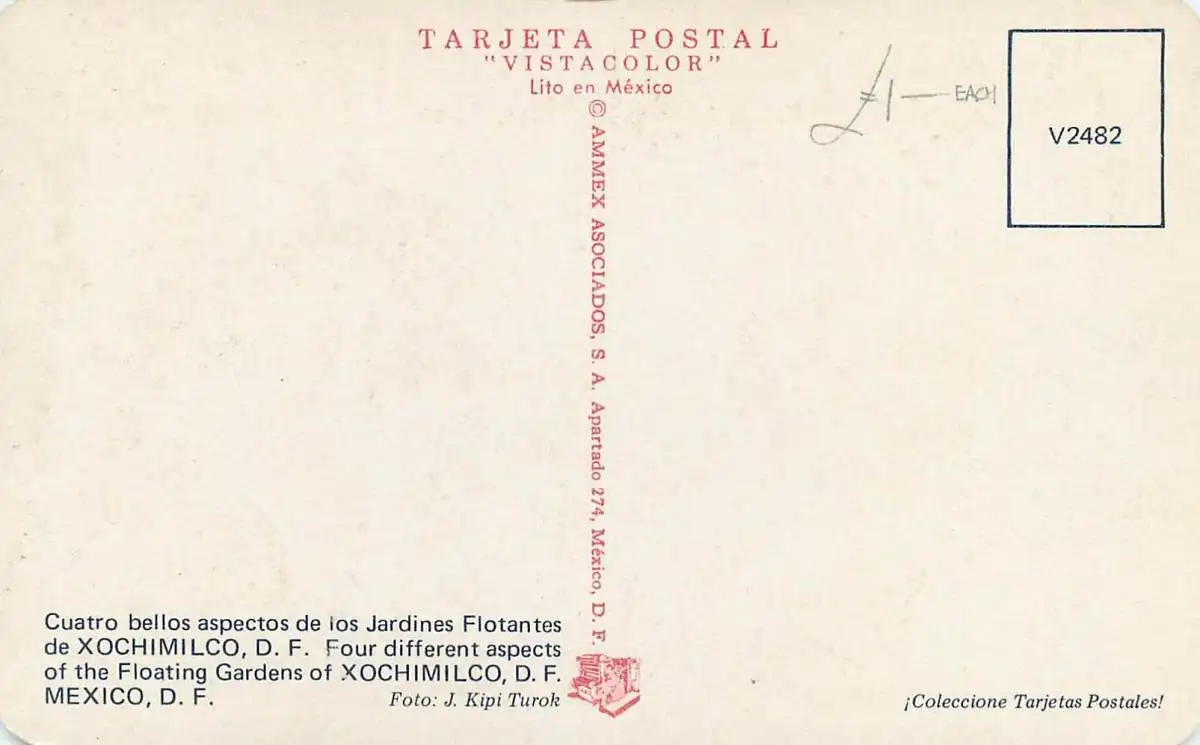 TARJETA POSTAL
"VISTACOLOR"
Lito en México
£1 — EACH
V2482
© AMMEX ASOCIADOS, S. A. Apartado 274, México, D. F.
Cuatro bellos aspectos de los Jardines Flotantes
de XOCHIMILCO, D. F. Four different aspects
of the Floating Gardens of XOCHIMILCO, D. F.
MEXICO, D. F.
Foto: J. Kipi Turok
¡Coleccione Tarjetas Postales!